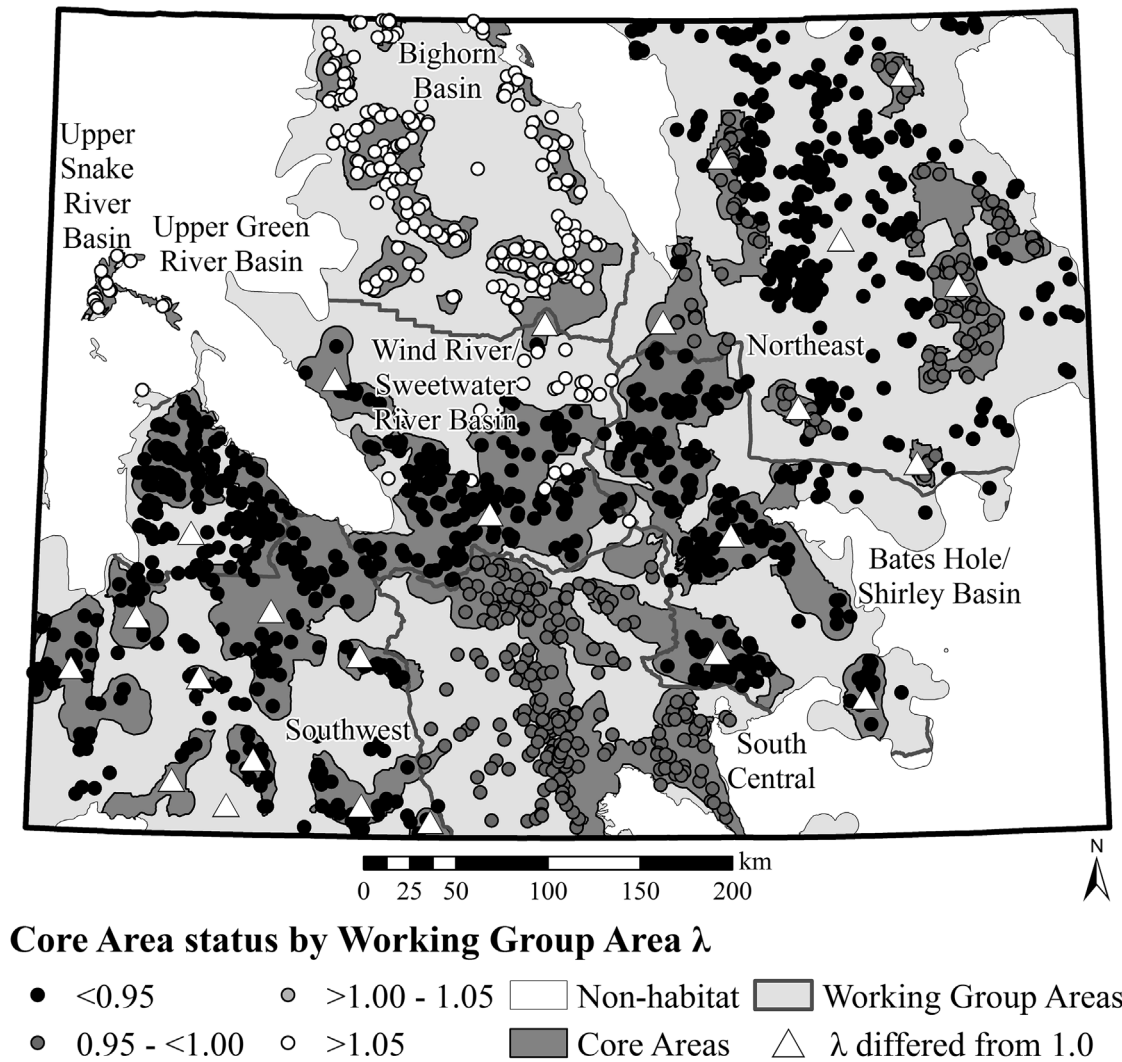 Bighorn
Basin
Upper
Snake
River
Basin
Upper Green
River Basin
Wind River/
Sweetwater
River Basin
Northeast
Bates Hole/
Shirley Basin
Southwest
South
Central
km
0 25 50 100 150 200
N
Core Area status by Working Group Area λ
<0.95 >1.00 - 1.05 Non-habitat Working Group Areas
0.95 - <1.00 >1.05 Core Areas λ differed from 1.0